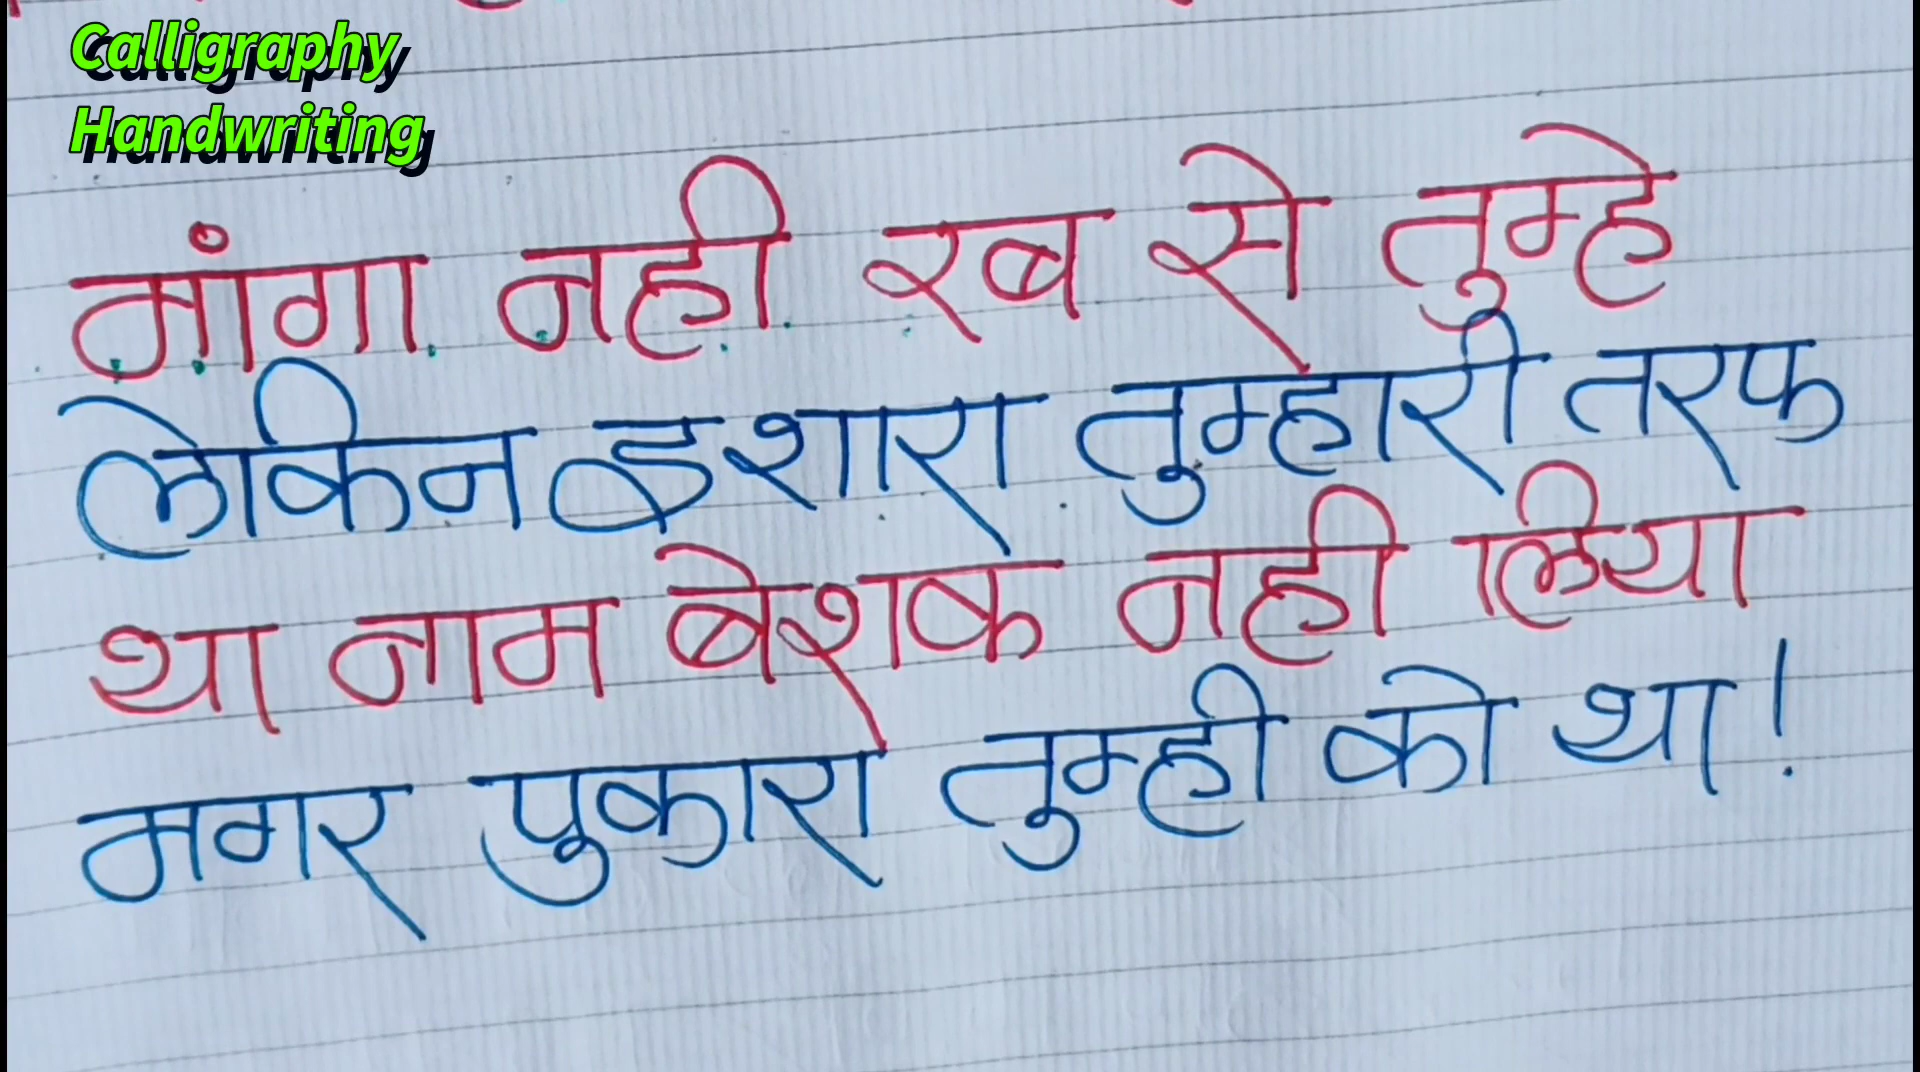 Calligraphy
Handwriting
मांगा नही रब से तुम्हे
लेकिन इशारा तुम्हारी तरफ
था नाम बेशक नही लिया
मगर पुकारा तुम्ही को था!